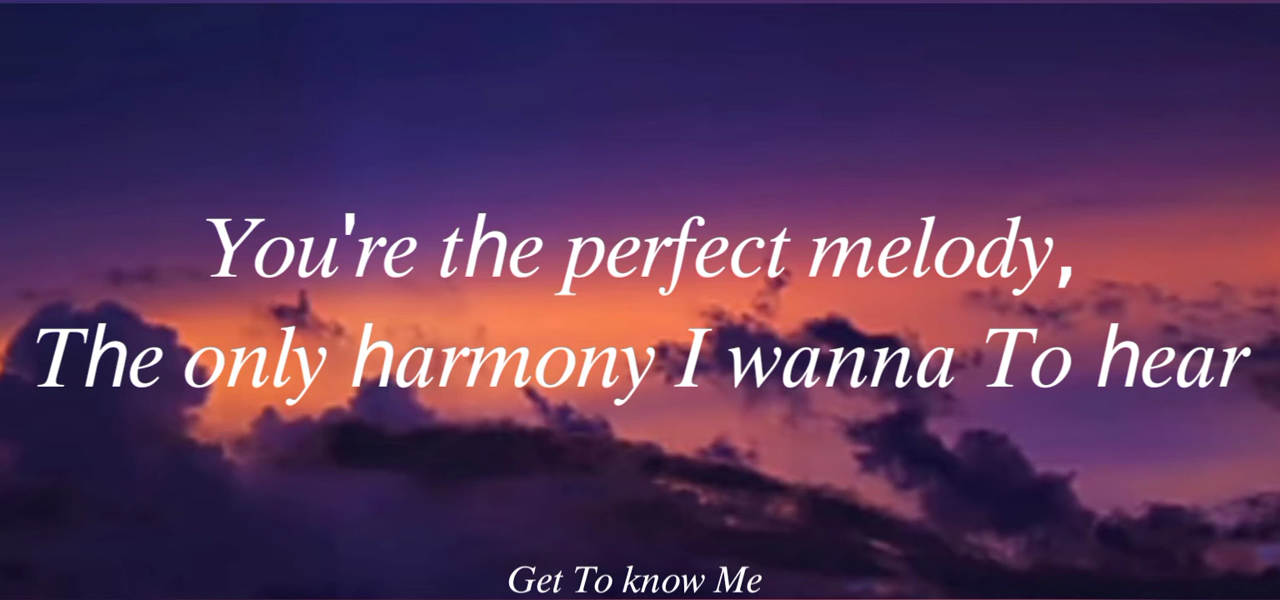 You're the perfect melody,
The only harmony I wanna To hear
Get To know Me